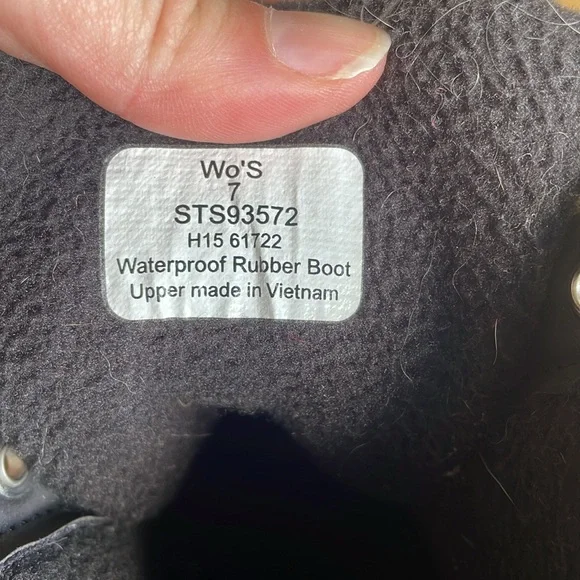 Wo'S
7
STS93572
H15 61722
Waterproof Rubber Boot
Upper made in Vietnam